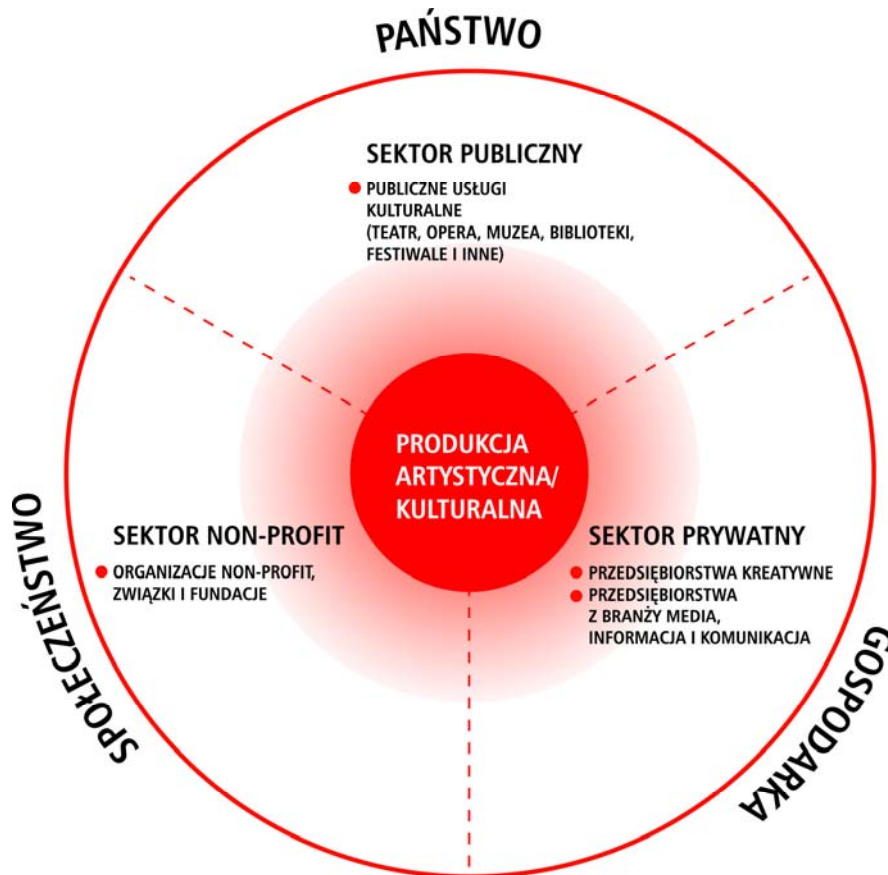 PAŃSTWO
SEKTOR PUBLICZNY
PUBLICZNE USŁUGI
KULTURALNE
(TEATR, OPERA, MUZEA, BIBLIOTEKI,
FESTIWALE I INNE)
PRODUKCJA
ARTYSTYCZNA/
KULTURALNA
SPOŁECZEŃSTWO
SEKTOR NON-PROFIT
ORGANIZACJE NON-PROFIT,
ZWIĄZKI I FUNDACJE
SEKTOR PRYWATNY
PRZEDSIĘBIORSTWA KREATYWNE
PRZEDSIĘBIORSTWA
Z BRANŻY MEDIA,
INFORMACJA I KOMUNIKACJA
GOSPODARKA